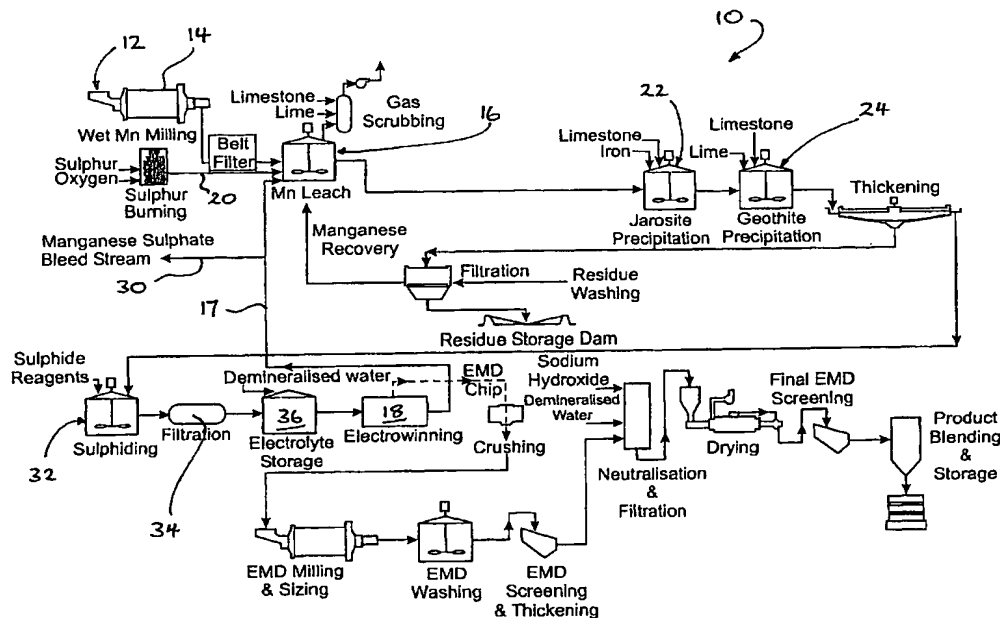 10
12
14
Wet Mn Milling
Sulphur
Oxygen
Sulphur
Burning
20
Belt
Filter
Limestone
Lime
Gas
Scrubbing
16
Mn Leach
Limestone
Iron
22
Jarosite
Precipitation
Limestone
Lime
24
Geothite
Precipitation
Thickening
Manganese Sulphate
Bleed Stream
30
Manganese
Recovery
Filtration
Residue
Washing
Residue Storage Dam
17
Sulphide
Reagents
32
Sulphiding
Filtration
34
Demineralised water
36
Electrolyte
Storage
18
Electrowinning
EMD
Chip
Crushing
Sodium
Hydroxide
Demineralised
Water
Neutralisation
&
Filtration
Drying
Final EMD
Screening
Product
Blending
&
Storage
EMD Milling
& Sizing
EMD
Washing
EMD
Screening
& Thickening